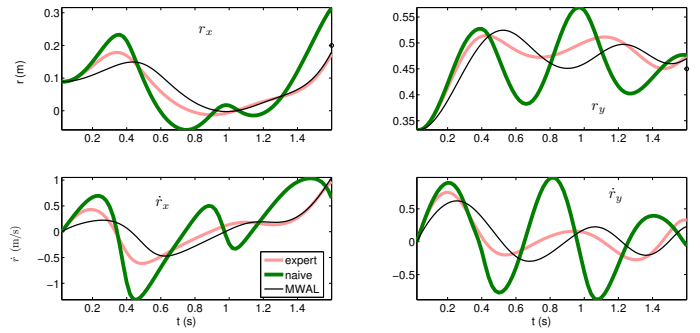 0.3
0.2
0.1
0
r (m)
r_x
0.2 0.4 0.6 0.8 1 1.2 1.4
0.55
0.5
0.45
0.4
0.35
r_y
0.2 0.4 0.6 0.8 1 1.2 1.4
1
0.5
0
−0.5
−1
ṙ (m/s)
ṙ_x
expert
naive
MWAL
0.2 0.4 0.6 0.8 1 1.2 1.4
t (s)
0.5
0
−0.5
ṙ_y
0.2 0.4 0.6 0.8 1 1.2 1.4
t (s)